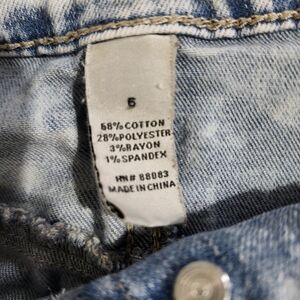 6
68%COTTON
28%POLYESTER
3%RAYON
1%SPANDEX
RN# 88083
MADE IN CHINA